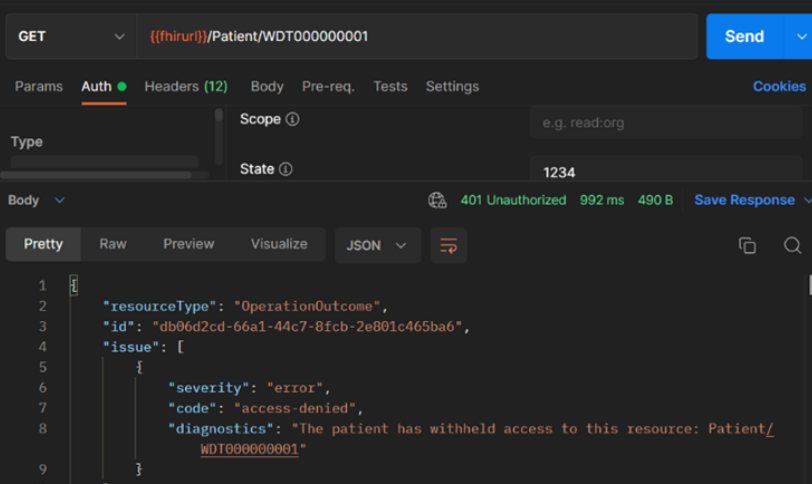 GET {{fhirurl}}/Patient/WDT000000001 Send
Params Auth Headers (12) Body Pre-req. Tests Settings Cookies
Scope e.g. read:org
Type
State 1234
Body 401 Unauthorized 992 ms 490 B Save Response
Pretty Raw Preview Visualize JSON
1 {
2 "resourceType": "OperationOutcome",
3 "id": "db06d2cd-66a1-44c7-8fcb-2e801c465ba6",
4 "issue": [
5 {
6 "severity": "error",
7 "code": "access-denied",
8 "diagnostics": "The patient has withheld access to this resource: Patient/
WDT000000001"
9 }